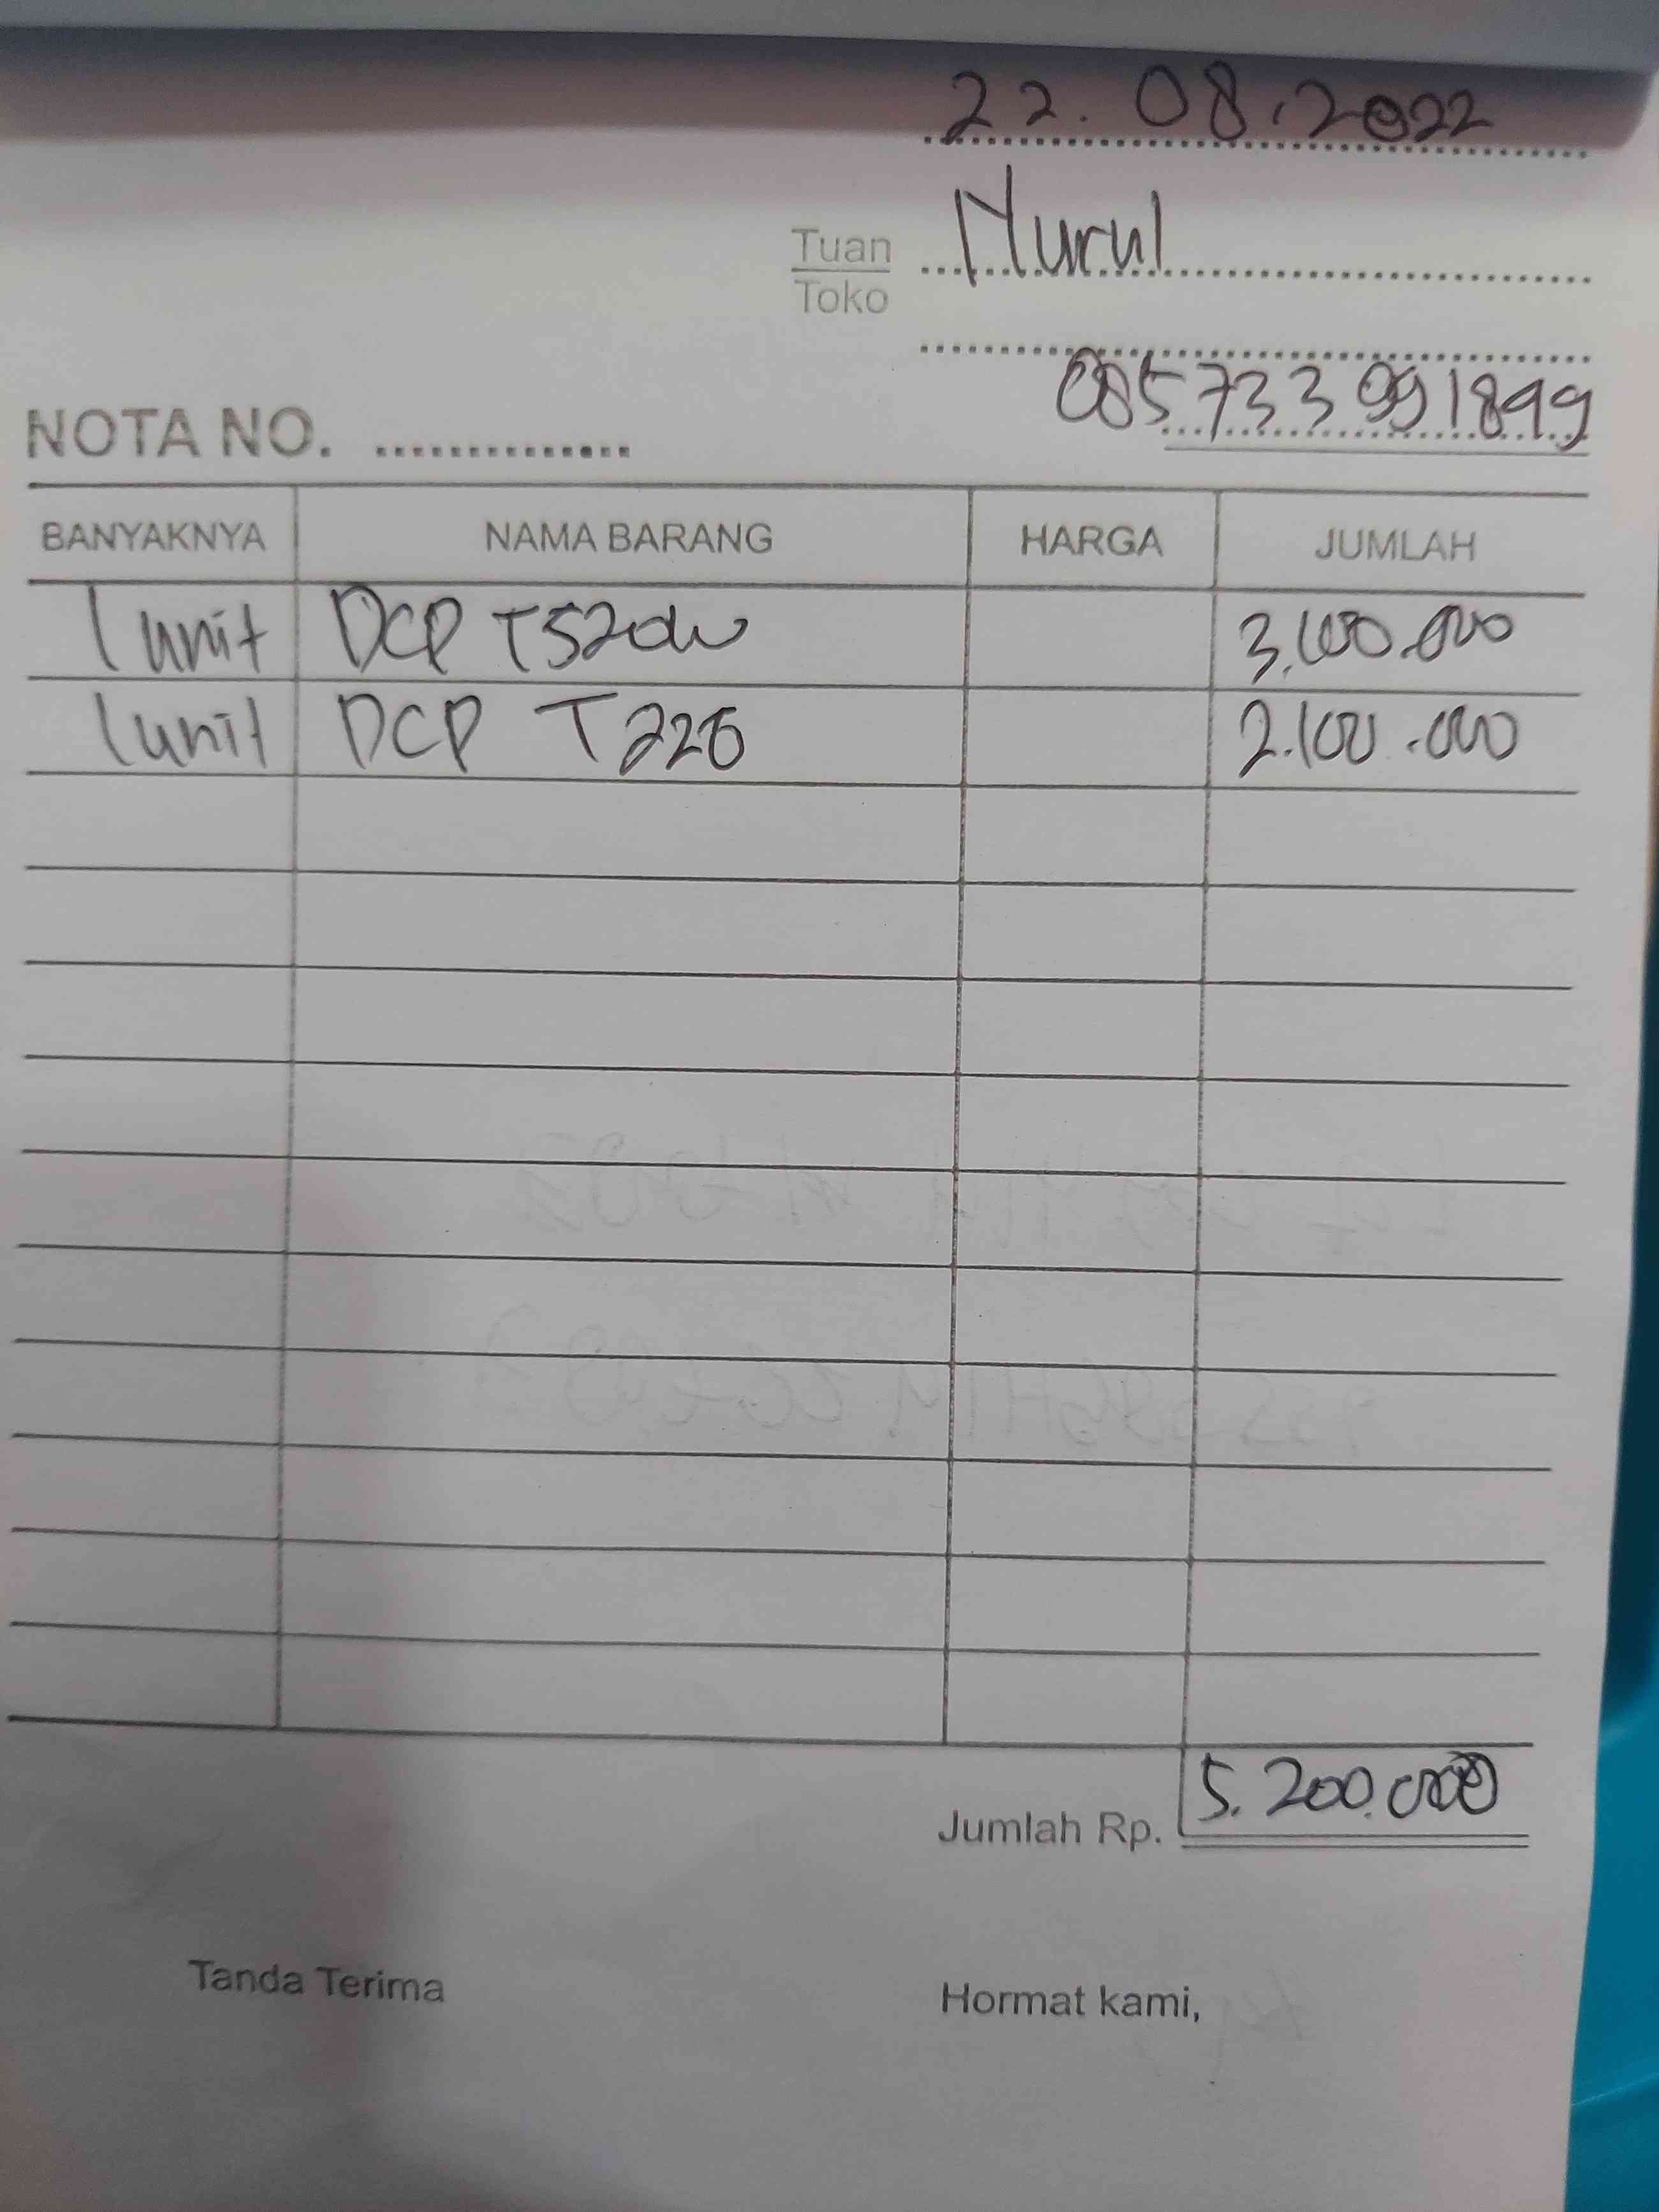 22.08.2022
Tuan Nurul
Toko
085733991899
NOTA NO. ..............
BANYAKNYA NAMA BARANG HARGA JUMLAH
1 unit DCP T520w 3.100.000
1 unit DCP T220 2.100.000
Jumlah Rp. 5.200.000
Tanda Terima Hormat kami,